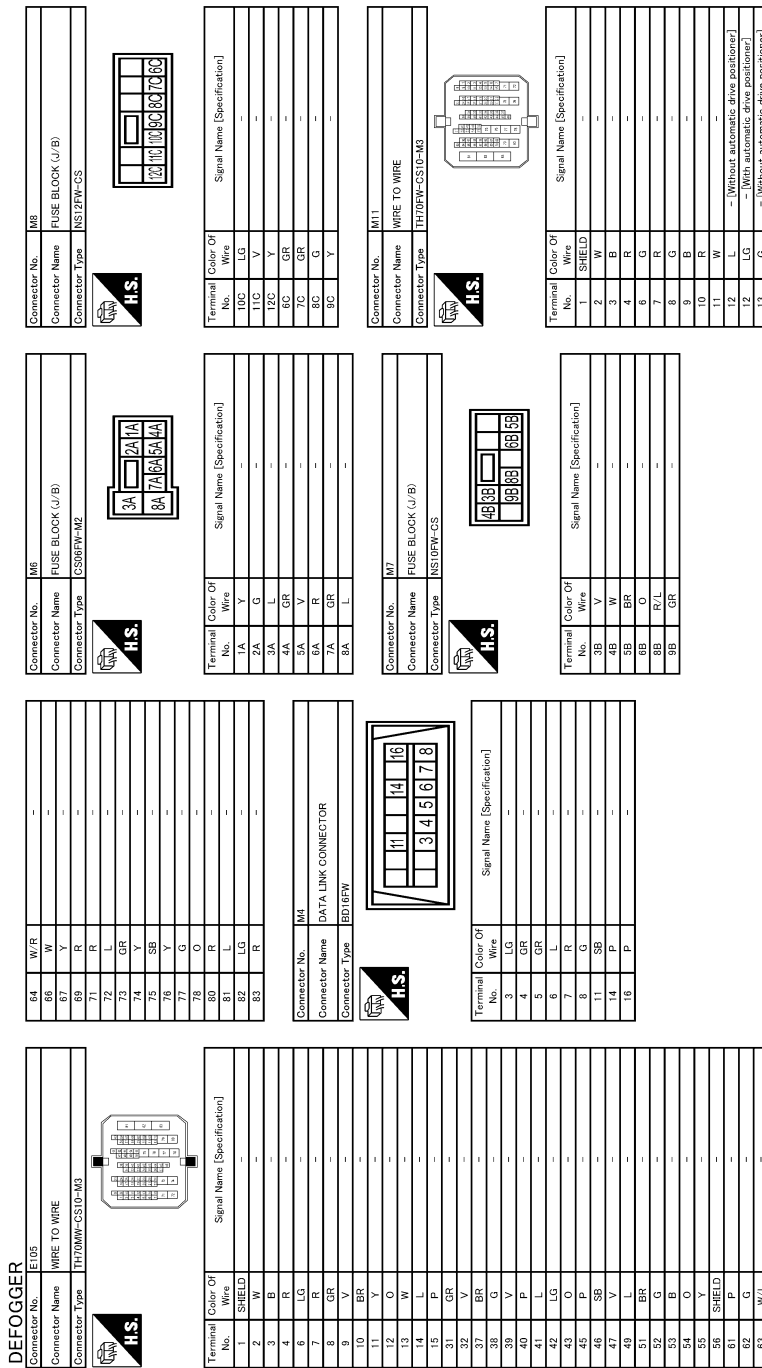 DEFOGGER
Connector No. E105
Connector Name WIRE TO WIRE
Connector Type TH70MW-CS10-M3
H.S.
Terminal No. Color Of Wire Signal Name [Specification]
1 SHIELD –
2 W –
3 B –
4 R –
6 LG –
7 R –
8 GR –
9 V –
10 BR –
11 Y –
12 O –
13 W –
14 L –
15 P –
31 GR –
32 V –
37 BR –
38 G –
39 V –
40 P –
41 L –
42 LG –
43 O –
45 P –
46 SB –
47 V –
49 L –
51 BR –
52 G –
53 B –
54 O –
55 Y –
56 SHIELD –
61 P –
62 G –
63 W/L –
64 W/R –
66 W –
67 Y –
69 R –
71 R –
72 L –
73 GR –
74 Y –
75 SB –
76 Y –
77 G –
78 O –
80 R –
81 L –
82 LG –
83 R –
Connector No. M4
Connector Name DATA LINK CONNECTOR
Connector Type BD16FW
H.S.
11 14 16
3 4 5 6 7 8
Terminal No. Color Of Wire Signal Name [Specification]
3 LG –
4 GR –
5 GR –
6 L –
7 R –
8 G –
11 SB –
14 P –
16 P –
Connector No. M6
Connector Name FUSE BLOCK (J/B)
Connector Type CS06FW-M2
H.S.
3A 2A 1A
8A 7A 6A 5A 4A
Terminal No. Color Of Wire Signal Name [Specification]
1A Y –
2A G –
3A L –
4A GR –
5A V –
6A R –
7A GR –
8A L –
Connector No. M7
Connector Name FUSE BLOCK (J/B)
Connector Type NS10FW-CS
H.S.
4B 3B
9B 8B 6B 5B
Terminal No. Color Of Wire Signal Name [Specification]
3B V –
4B W –
5B BR –
6B O –
8B R/L –
9B GR –
Connector No. M8
Connector Name FUSE BLOCK (J/B)
Connector Type NS12FW-CS
H.S.
12C 11C 10C 9C 8C 7C 6C
Terminal No. Color Of Wire Signal Name [Specification]
10C LG –
11C V –
12C Y –
6C GR –
7C GR –
8C G –
9C Y –
Connector No. M11
Connector Name WIRE TO WIRE
Connector Type TH70FW-CS10-M3
H.S.
Terminal No. Color Of Wire Signal Name [Specification]
1 SHIELD –
2 W –
3 B –
4 R –
6 G –
7 R –
8 G –
9 B –
10 R –
11 W –
12 L – [Without automatic drive positioner]
12 LG – [With automatic drive positioner]
13 G – [Without automatic drive positioner]